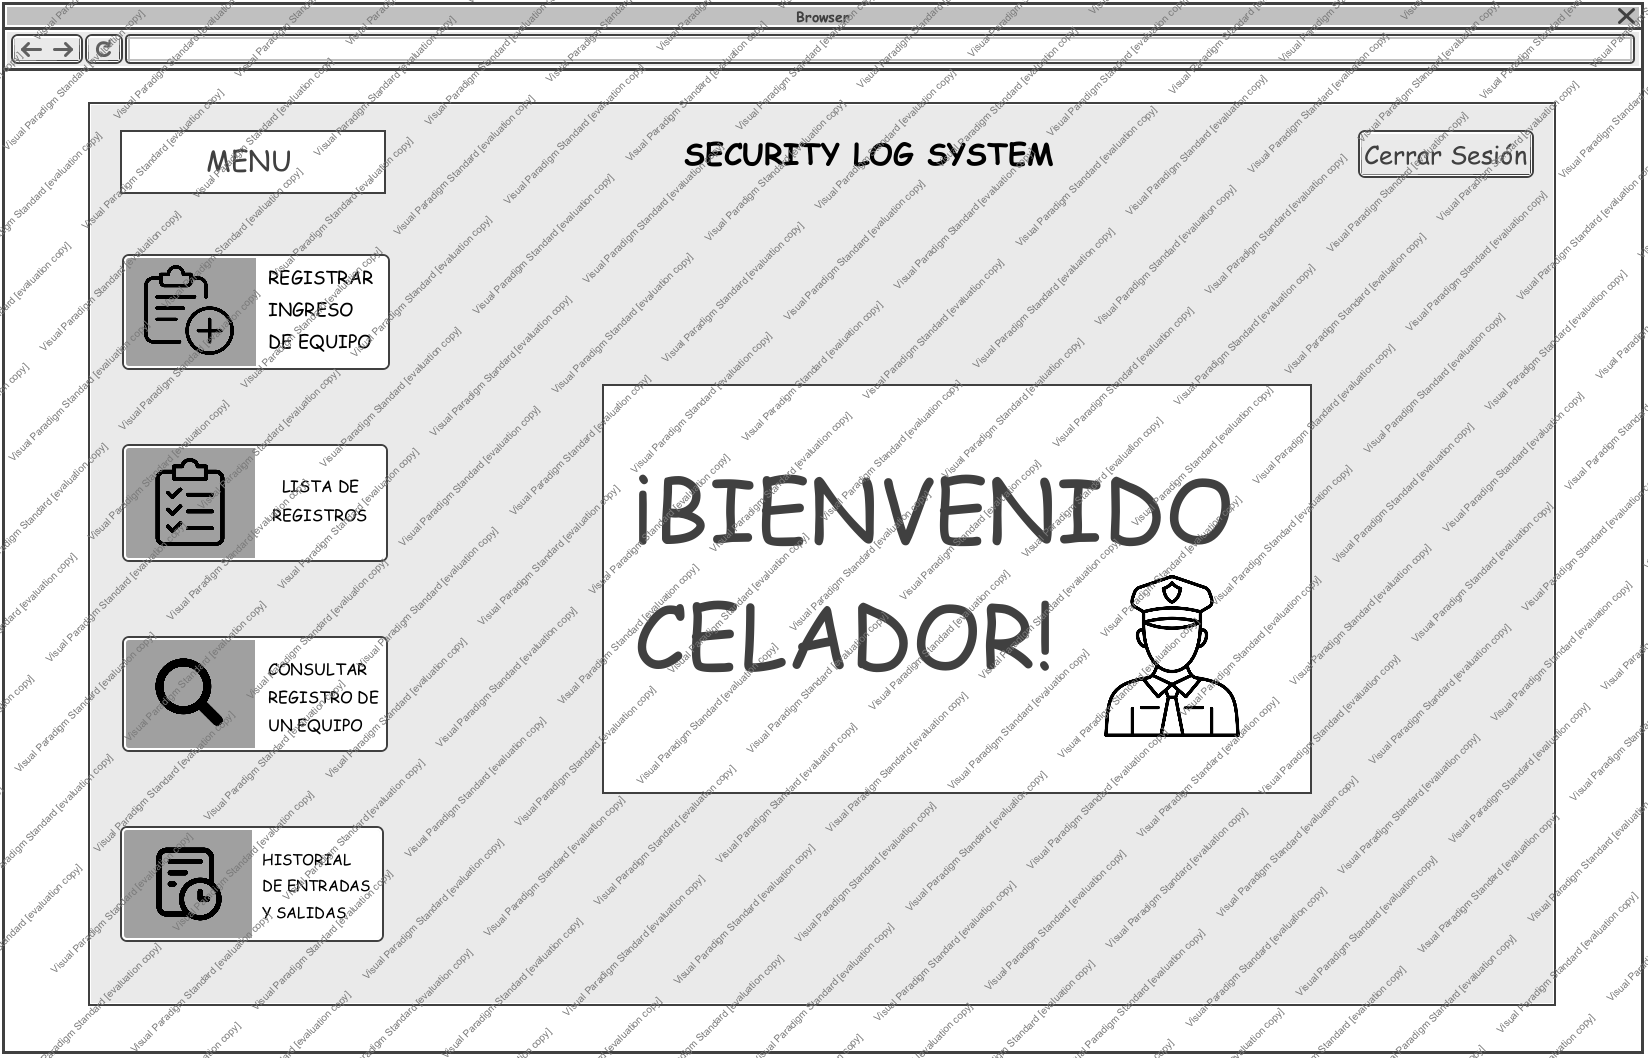 Browser
MENU
SECURITY LOG SYSTEM
Cerrar Sesión
REGISTRAR
INGRESO
DE EQUIPO
LISTA DE
REGISTROS
CONSULTAR
REGISTRO DE
UN EQUIPO
HISTORIAL
DE ENTRADAS
Y SALIDAS
¡BIENVENIDO
CELADOR!
Visual Paradigm Standard [evaluation copy]